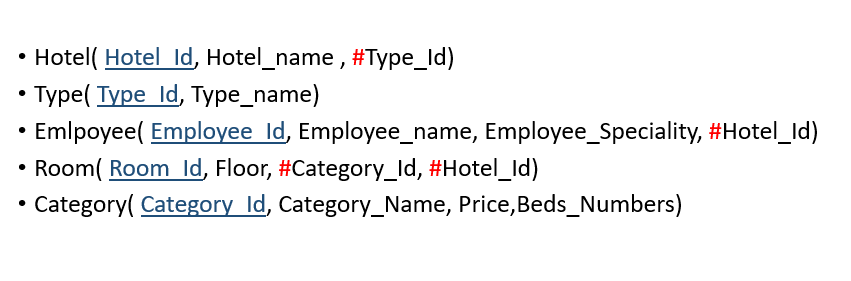 • Hotel( Hotel_Id, Hotel_name , #Type_Id)
• Type( Type_Id, Type_name)
• Emlpoyee( Employee_Id, Employee_name, Employee_Speciality, #Hotel_Id)
• Room( Room_Id, Floor, #Category_Id, #Hotel_Id)
• Category( Category_Id, Category_Name, Price,Beds_Numbers)